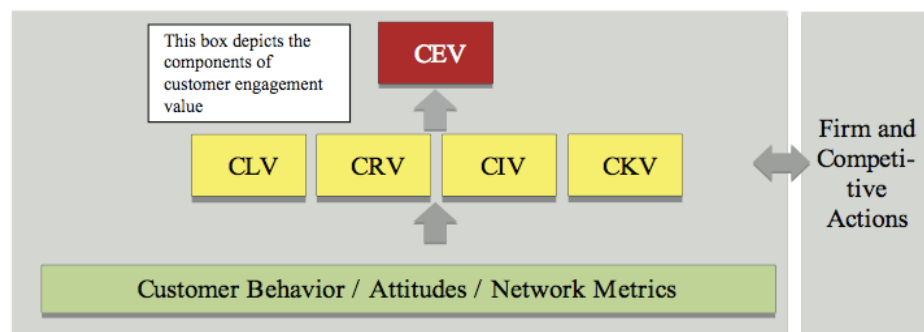 This box depicts the
components of
customer engagement
value
CEV
CLV
CRV
CIV
CKV
Customer Behavior / Attitudes / Network Metrics
Firm and
Competi-
tive
Actions